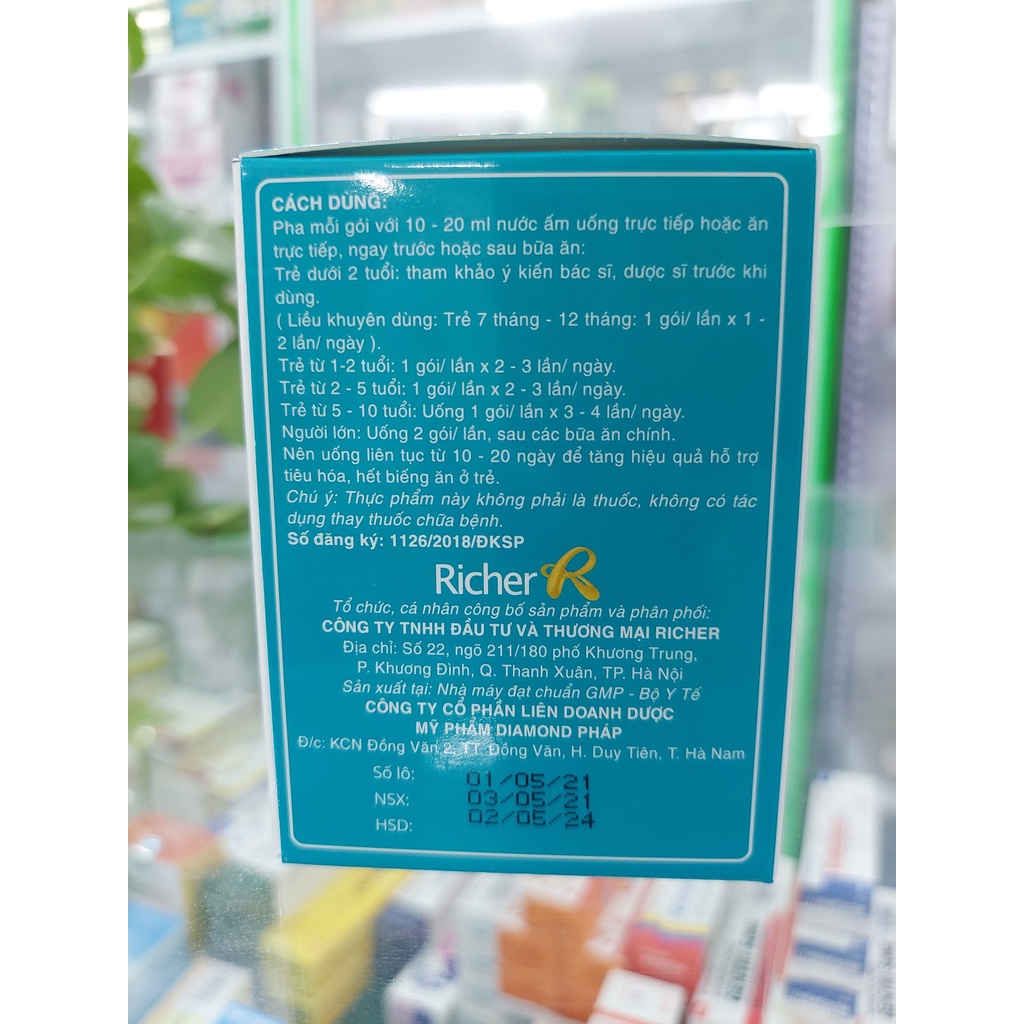 CÁCH DÙNG:
Pha mỗi gói với 10 - 20 ml nước ấm uống trực tiếp hoặc ăn
trực tiếp, ngay trước hoặc sau bữa ăn:
Trẻ dưới 2 tuổi: tham khảo ý kiến bác sĩ, dược sĩ trước khi
dùng.
( Liều khuyên dùng: Trẻ 7 tháng - 12 tháng: 1 gói/ lần x 1 -
2 lần/ ngày ).
Trẻ từ 1-2 tuổi: 1 gói/ lần x 2 - 3 lần/ ngày.
Trẻ từ 2 - 5 tuổi: 1 gói/ lần x 2 - 3 lần/ ngày.
Trẻ từ 5 - 10 tuổi: Uống 1 gói/ lần x 3 - 4 lần/ ngày.
Người lớn: Uống 2 gói/ lần, sau các bữa ăn chính.
Nên uống liên tục từ 10 - 20 ngày để tăng hiệu quả hỗ trợ
tiêu hóa, hết biếng ăn ở trẻ.
Chú ý: Thực phẩm này không phải là thuốc, không có tác
dụng thay thuốc chữa bệnh.
Số đăng ký: 1126/2018/ĐKSP
Richer R
Tổ chức, cá nhân công bố sản phẩm và phân phối:
CÔNG TY TNHH ĐẦU TƯ VÀ THƯƠNG MẠI RICHER
Địa chỉ: Số 22, ngõ 211/180 phố Khương Trung,
P. Khương Đình, Q. Thanh Xuân, TP. Hà Nội
Sản xuất tại: Nhà máy đạt chuẩn GMP - Bộ Y Tế
CÔNG TY CỔ PHẦN LIÊN DOANH DƯỢC
MỸ PHẨM DIAMOND PHÁP
Đ/c: KCN Đồng Văn 2, TT. Đồng Văn, H. Duy Tiên, T. Hà Nam
Số lô: 01/05/21
NSX: 03/05/21
HSD: 02/05/24